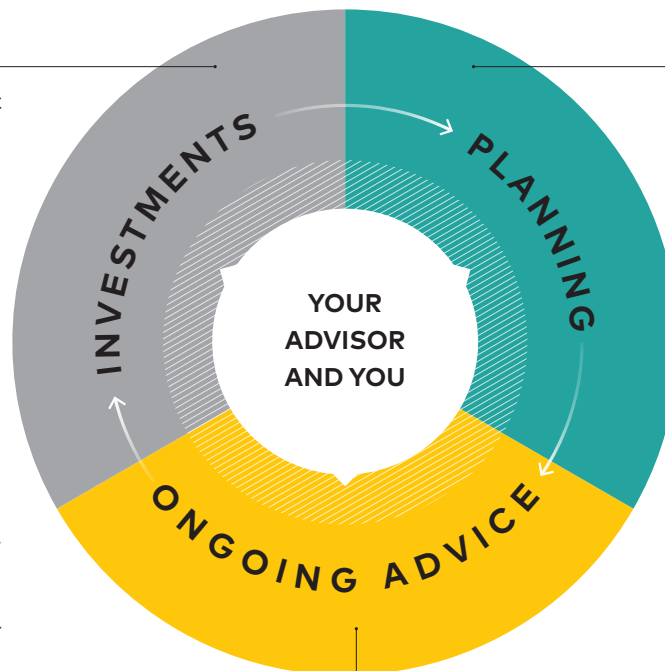 INVESTMENTS
PLANNING
YOUR
ADVISOR
AND YOU
ONGOING ADVICE